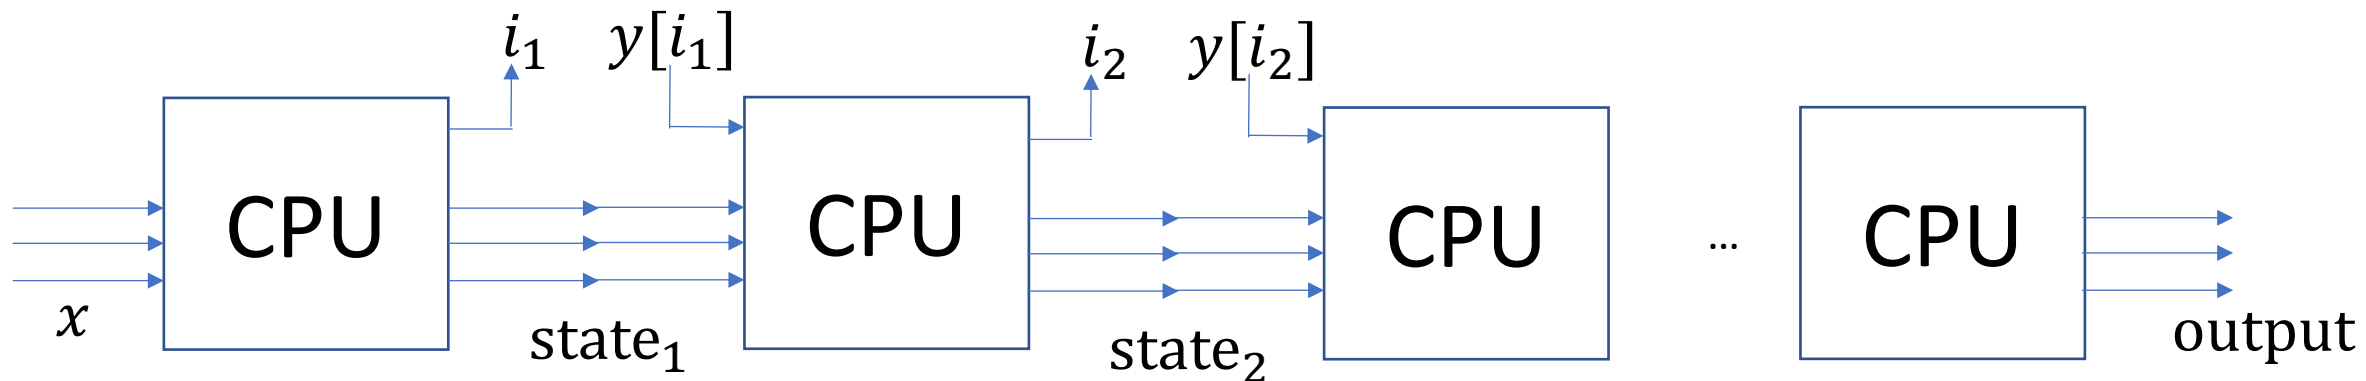 i₁ y[i₁] i₂ y[i₂]
CPU CPU CPU ... CPU
x state₁ state₂ output